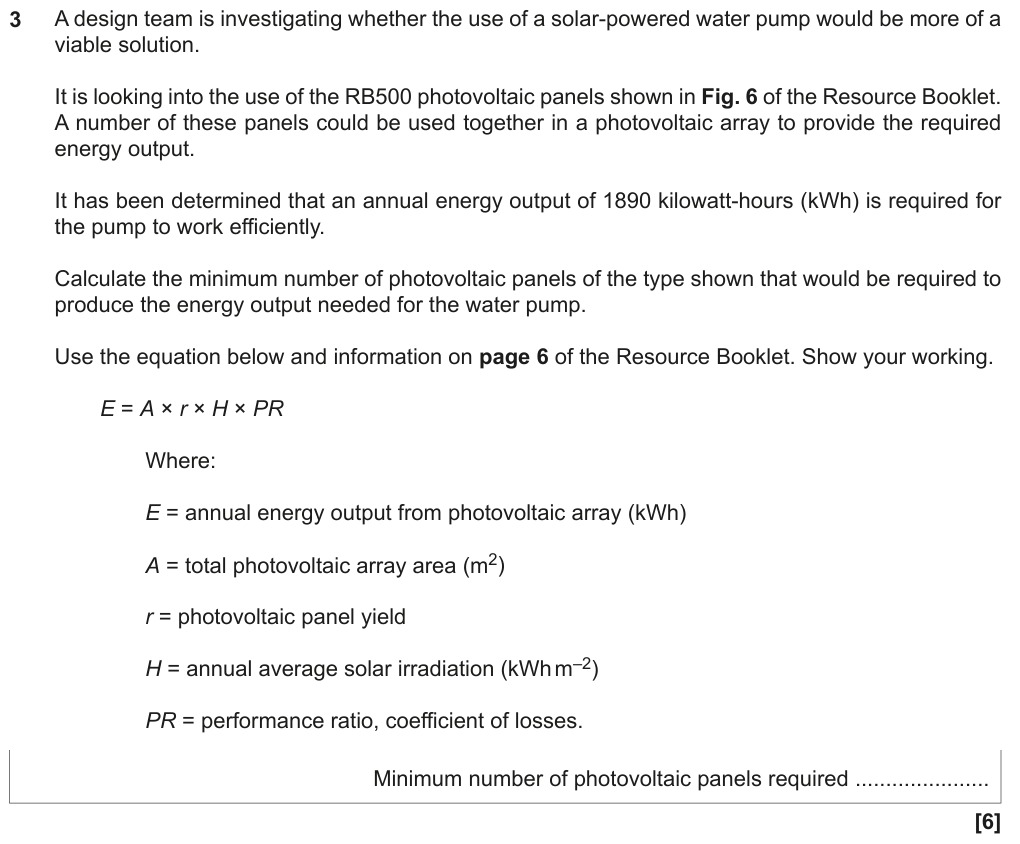 3 A design team is investigating whether the use of a solar-powered water pump would be more of a
viable solution.
It is looking into the use of the RB500 photovoltaic panels shown in Fig. 6 of the Resource Booklet.
A number of these panels could be used together in a photovoltaic array to provide the required
energy output.
It has been determined that an annual energy output of 1890 kilowatt-hours (kWh) is required for
the pump to work efficiently.
Calculate the minimum number of photovoltaic panels of the type shown that would be required to
produce the energy output needed for the water pump.
Use the equation below and information on page 6 of the Resource Booklet. Show your working.
E = A × r × H × PR
Where:
E = annual energy output from photovoltaic array (kWh)
A = total photovoltaic array area (m²)
r = photovoltaic panel yield
H = annual average solar irradiation (kWh m⁻²)
PR = performance ratio, coefficient of losses.
Minimum number of photovoltaic panels required ......................
[6]